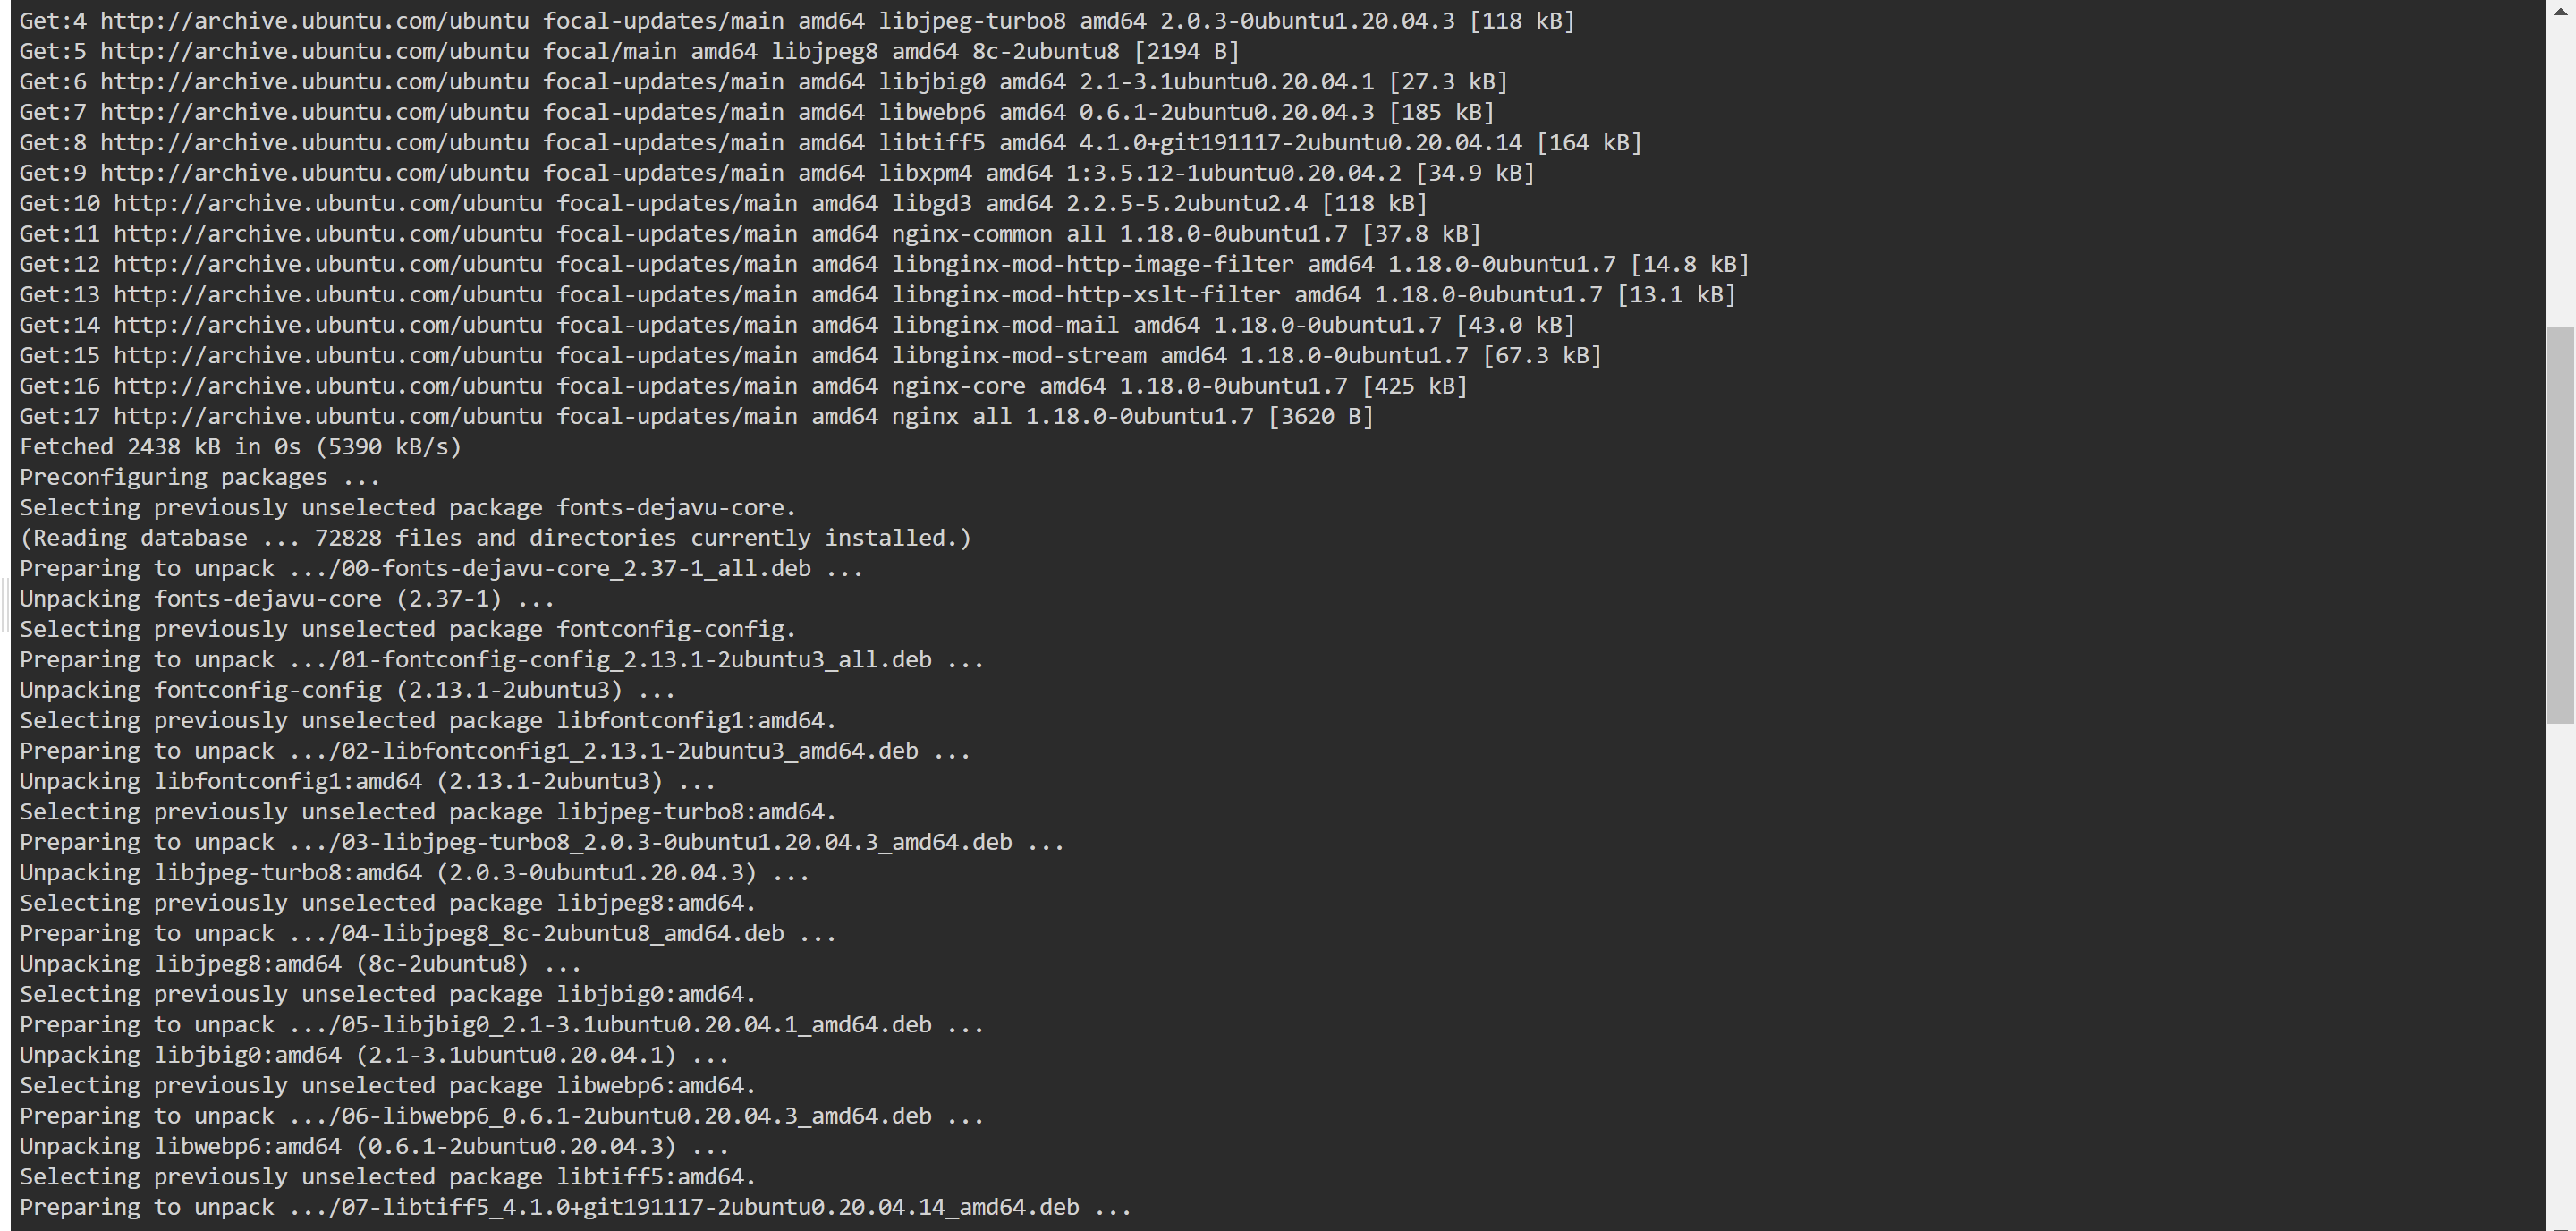 Get:4 http://archive.ubuntu.com/ubuntu focal-updates/main amd64 libjpeg-turbo8 amd64 2.0.3-0ubuntu1.20.04.3 [118 kB]
Get:5 http://archive.ubuntu.com/ubuntu focal/main amd64 libjpeg8 amd64 8c-2ubuntu8 [2194 B]
Get:6 http://archive.ubuntu.com/ubuntu focal-updates/main amd64 libjbig0 amd64 2.1-3.1ubuntu0.20.04.1 [27.3 kB]
Get:7 http://archive.ubuntu.com/ubuntu focal-updates/main amd64 libwebp6 amd64 0.6.1-2ubuntu0.20.04.3 [185 kB]
Get:8 http://archive.ubuntu.com/ubuntu focal-updates/main amd64 libtiff5 amd64 4.1.0+git191117-2ubuntu0.20.04.14 [164 kB]
Get:9 http://archive.ubuntu.com/ubuntu focal-updates/main amd64 libxpm4 amd64 1:3.5.12-1ubuntu0.20.04.2 [34.9 kB]
Get:10 http://archive.ubuntu.com/ubuntu focal-updates/main amd64 libgd3 amd64 2.2.5-5.2ubuntu2.4 [118 kB]
Get:11 http://archive.ubuntu.com/ubuntu focal-updates/main amd64 nginx-common all 1.18.0-0ubuntu1.7 [37.8 kB]
Get:12 http://archive.ubuntu.com/ubuntu focal-updates/main amd64 libnginx-mod-http-image-filter amd64 1.18.0-0ubuntu1.7 [14.8 kB]
Get:13 http://archive.ubuntu.com/ubuntu focal-updates/main amd64 libnginx-mod-http-xslt-filter amd64 1.18.0-0ubuntu1.7 [13.1 kB]
Get:14 http://archive.ubuntu.com/ubuntu focal-updates/main amd64 libnginx-mod-mail amd64 1.18.0-0ubuntu1.7 [43.0 kB]
Get:15 http://archive.ubuntu.com/ubuntu focal-updates/main amd64 libnginx-mod-stream amd64 1.18.0-0ubuntu1.7 [67.3 kB]
Get:16 http://archive.ubuntu.com/ubuntu focal-updates/main amd64 nginx-core amd64 1.18.0-0ubuntu1.7 [425 kB]
Get:17 http://archive.ubuntu.com/ubuntu focal-updates/main amd64 nginx all 1.18.0-0ubuntu1.7 [3620 B]
Fetched 2438 kB in 0s (5390 kB/s)
Preconfiguring packages ...
Selecting previously unselected package fonts-dejavu-core.
(Reading database ... 72828 files and directories currently installed.)
Preparing to unpack .../00-fonts-dejavu-core_2.37-1_all.deb ...
Unpacking fonts-dejavu-core (2.37-1) ...
Selecting previously unselected package fontconfig-config.
Preparing to unpack .../01-fontconfig-config_2.13.1-2ubuntu3_all.deb ...
Unpacking fontconfig-config (2.13.1-2ubuntu3) ...
Selecting previously unselected package libfontconfig1:amd64.
Preparing to unpack .../02-libfontconfig1_2.13.1-2ubuntu3_amd64.deb ...
Unpacking libfontconfig1:amd64 (2.13.1-2ubuntu3) ...
Selecting previously unselected package libjpeg-turbo8:amd64.
Preparing to unpack .../03-libjpeg-turbo8_2.0.3-0ubuntu1.20.04.3_amd64.deb ...
Unpacking libjpeg-turbo8:amd64 (2.0.3-0ubuntu1.20.04.3) ...
Selecting previously unselected package libjpeg8:amd64.
Preparing to unpack .../04-libjpeg8_8c-2ubuntu8_amd64.deb ...
Unpacking libjpeg8:amd64 (8c-2ubuntu8) ...
Selecting previously unselected package libjbig0:amd64.
Preparing to unpack .../05-libjbig0_2.1-3.1ubuntu0.20.04.1_amd64.deb ...
Unpacking libjbig0:amd64 (2.1-3.1ubuntu0.20.04.1) ...
Selecting previously unselected package libwebp6:amd64.
Preparing to unpack .../06-libwebp6_0.6.1-2ubuntu0.20.04.3_amd64.deb ...
Unpacking libwebp6:amd64 (0.6.1-2ubuntu0.20.04.3) ...
Selecting previously unselected package libtiff5:amd64.
Preparing to unpack .../07-libtiff5_4.1.0+git191117-2ubuntu0.20.04.14_amd64.deb ...